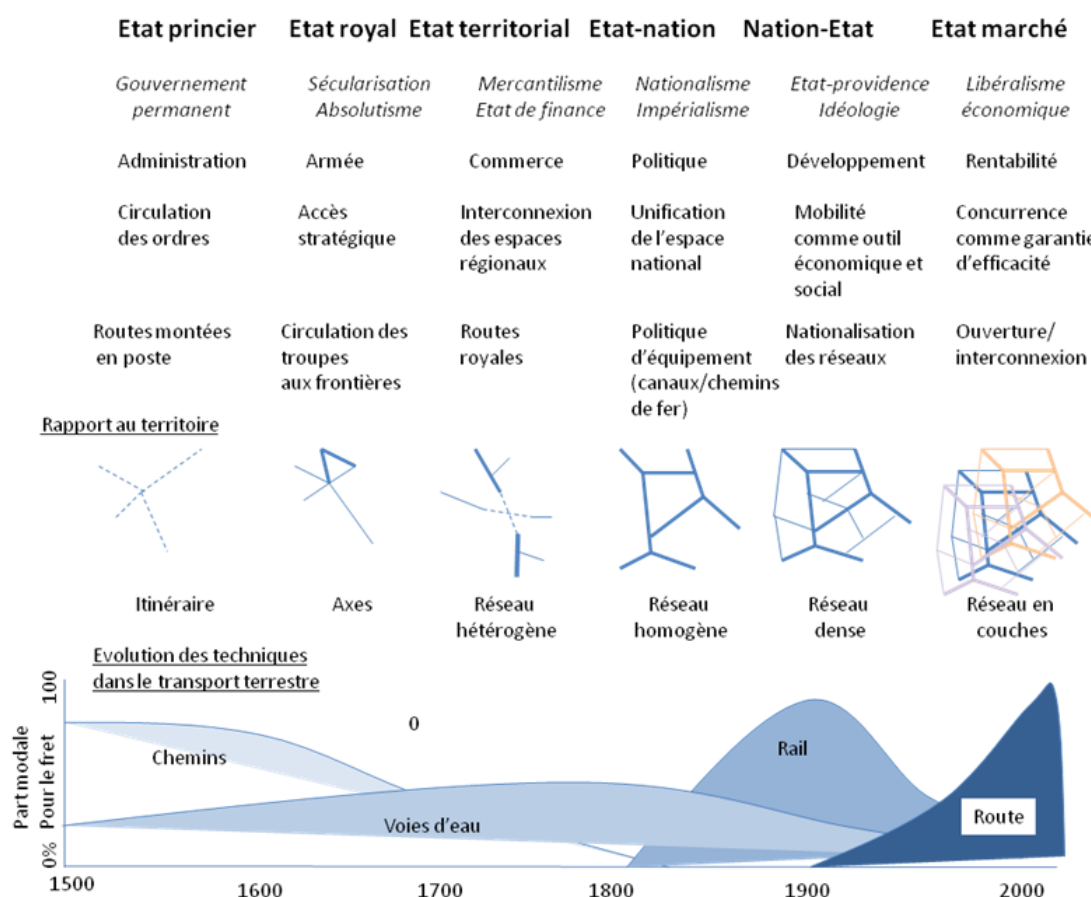 Etat princier Etat royal Etat territorial Etat-nation Nation-Etat Etat marché
Gouvernement Sécularisation Mercantilisme Nationalisme Etat-providence Libéralisme
permanent Absolutisme Etat de finance Impérialisme Idéologie économique
Administration Armée Commerce Politique Développement Rentabilité
Circulation Accès Interconnexion Unification Mobilité Concurrence
des ordres stratégique des espaces de l'espace comme outil comme garantie
régionaux national économique et d'efficacité
social
Routes montées Circulation des Routes Politique Nationalisation Ouverture/
en poste troupes royales d'équipement des réseaux interconnexion
aux frontières (canaux/chemins
de fer)
Rapport au territoire
Itinéraire Axes Réseau Réseau Réseau Réseau en
hétérogène homogène dense couches
Evolution des techniques
dans le transport terrestre
Part modale
Pour le fret
100
0%
0
Chemins
Rail
Voies d'eau
Route
1500 1600 1700 1800 1900 2000